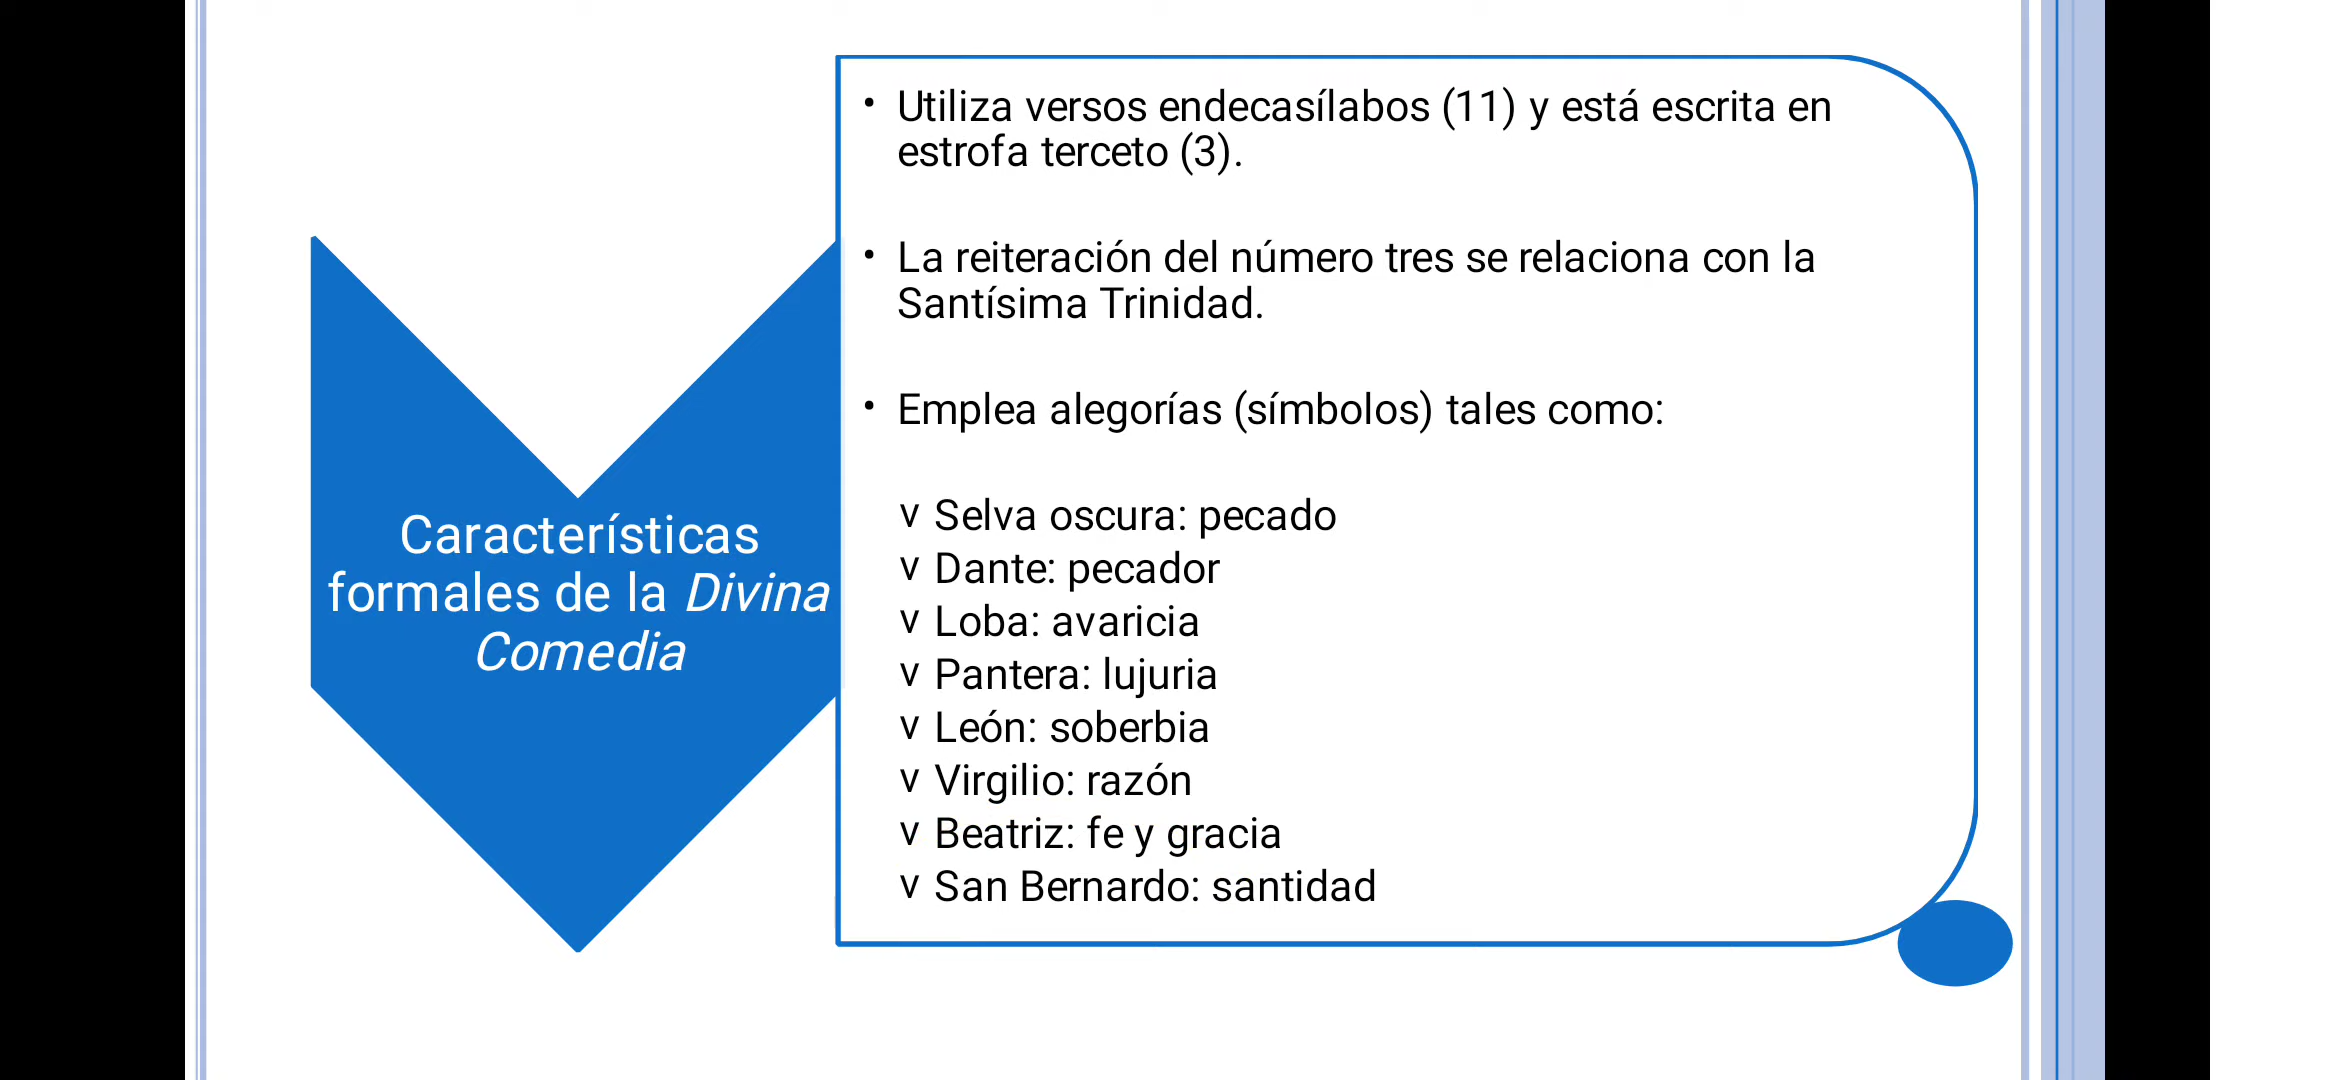 Características
formales de la Divina
Comedia
• Utiliza versos endecasílabos (11) y está escrita en
estrofa terceto (3).
• La reiteración del número tres se relaciona con la
Santísima Trinidad.
• Emplea alegorías (símbolos) tales como:
v Selva oscura: pecado
v Dante: pecador
v Loba: avaricia
v Pantera: lujuria
v León: soberbia
v Virgilio: razón
v Beatriz: fe y gracia
v San Bernardo: santidad